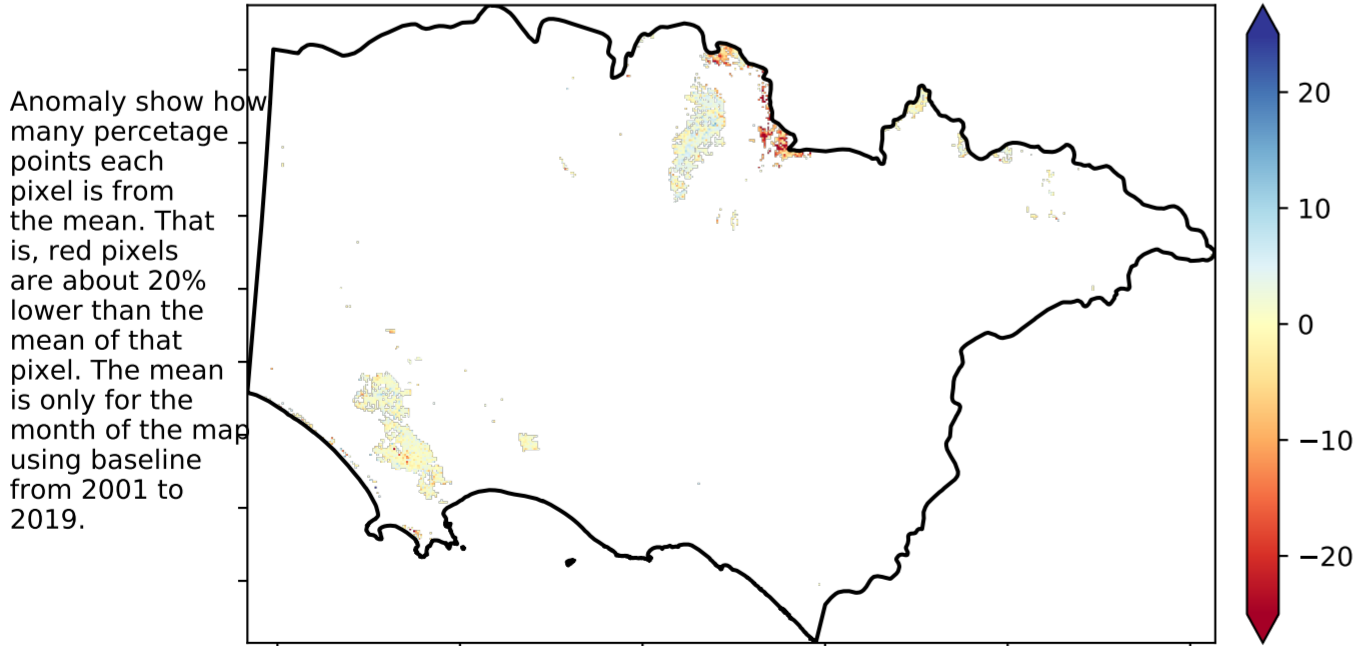 Anomaly show how
many percetage
points each
pixel is from
the mean. That
is, red pixels
are about 20%
lower than the
mean of that
pixel. The mean
is only for the
month of the map
using baseline
from 2001 to
2019.
20
10
0
−10
−20